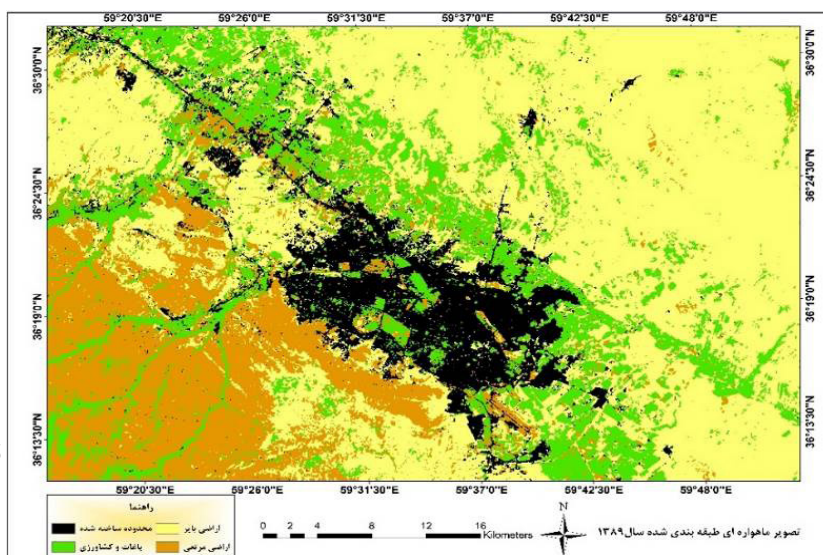 59°20'30"E 59°26'0"E 59°31'30"E 59°37'0"E 59°42'30"E 59°48'0"E
36°30'0"N 36°30'0"N
36°24'30"N 36°24'30"N
36°19'0"N 36°19'0"N
36°13'30"N 36°13'30"N
59°20'30"E 59°26'0"E 59°31'30"E 59°37'0"E 59°42'30"E 59°48'0"E
راهنما
محدوده ساخته شده اراضی بایر
باغات و کشاورزی اراضی مرتعی
0 2 4 8 12 16
Kilometers
N
تصویر ماهواره ای طبقه بندی شده سال۱۳۸۹